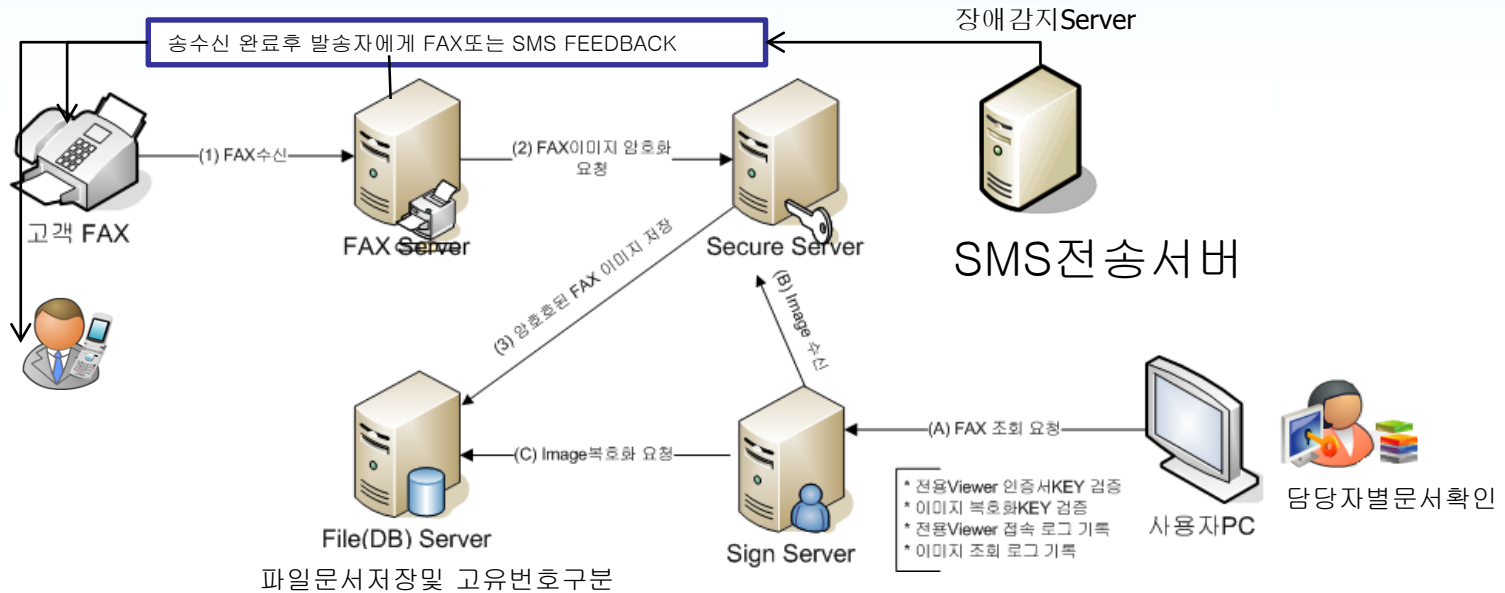 장애감지Server
송수신 완료후 발송자에게 FAX또는 SMS FEEDBACK
(1) FAX수신
(2) FAX이미지 암호화
요청
고객 FAX
FAX Server
Secure Server
SMS전송서버
(3) 암호호된 FAX 이미지 저장
(B) Image 수신
(A) FAX 조회 요청
(C) Image복호화 요청
* 전용Viewer 인증서KEY 검증
* 이미지 복호화KEY 검증
* 전용Viewer 접속 로그 기록
* 이미지 조회 로그 기록
담당자별문서확인
사용자PC
File(DB) Server
Sign Server
파일문서저장및 고유번호구분